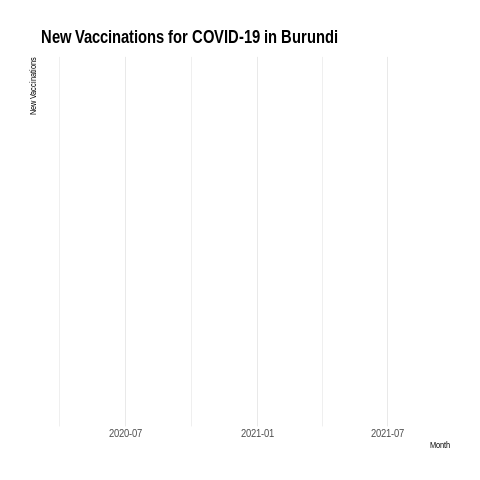 New Vaccinations for COVID-19 in Burundi
New Vaccinations
2020-07
2021-01
2021-07
Month